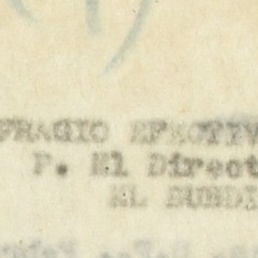 FRAGIO EFECTIV
P. El Direct
EL SUBDI